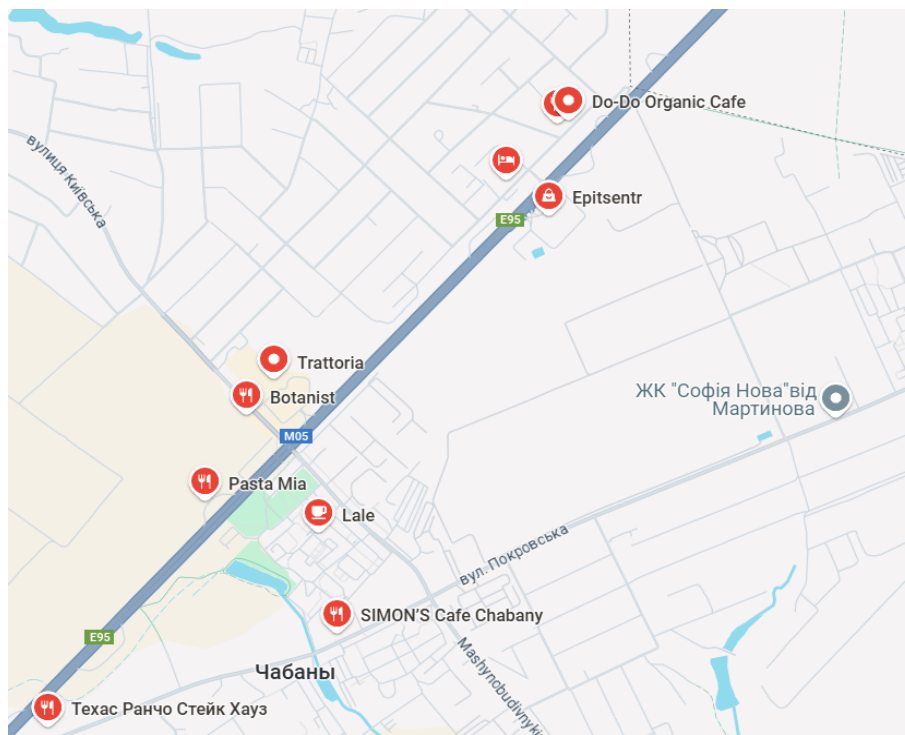 Do-Do Organic Cafe
вулиця Київська
Epitsentr
E95
Trattoria
ЖК "Софія Нова"від
Мартинова
Botanist
M05
Pasta Mia
Lale
вул. Покровська
SIMON'S Cafe Chabany
E95
Mashynobudivnykiv
Чабаны
Техас Ранчо Стейк Хауз